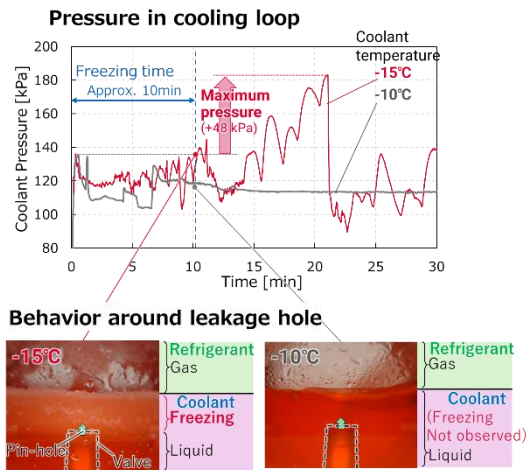 Pressure in cooling loop
Coolant
temperature
-15℃
-10℃
Freezing time
Approx. 10min
Maximum
pressure
(+48 kPa)
Coolant Pressure [kPa]
200
180
160
140
120
100
80
0
5
10
15
20
25
30
Time [min]
Behavior around leakage hole
-15℃
Refrigerant
Gas
Coolant
Freezing
Liquid
Pin-hole
Valve
-10℃
Refrigerant
Gas
Coolant
(Freezing
Not observed)
Liquid